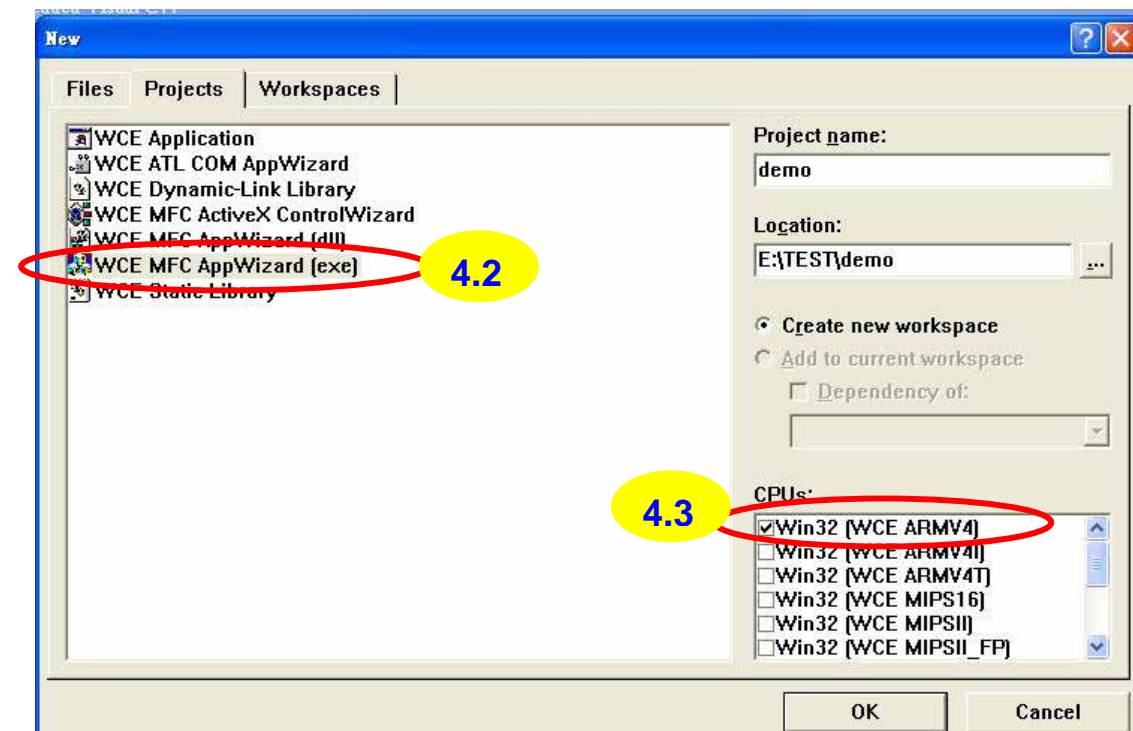 New
Files Projects Workspaces
WCE Application
WCE ATL COM AppWizard
WCE Dynamic-Link Library
WCE MFC ActiveX ControlWizard
WCE MFC AppWizard (dll)
WCE MFC AppWizard (exe)
4.2
WCE Static Library
Project name:
demo
Location:
E:\TEST\demo
...
Create new workspace
Add to current workspace
Dependency of:
CPUs:
4.3
Win32 (WCE ARMV4)
Win32 (WCE ARMV4I)
Win32 (WCE ARMV4T)
Win32 (WCE MIPS16)
Win32 (WCE MIPSII)
Win32 (WCE MIPSII_FP)
OK Cancel